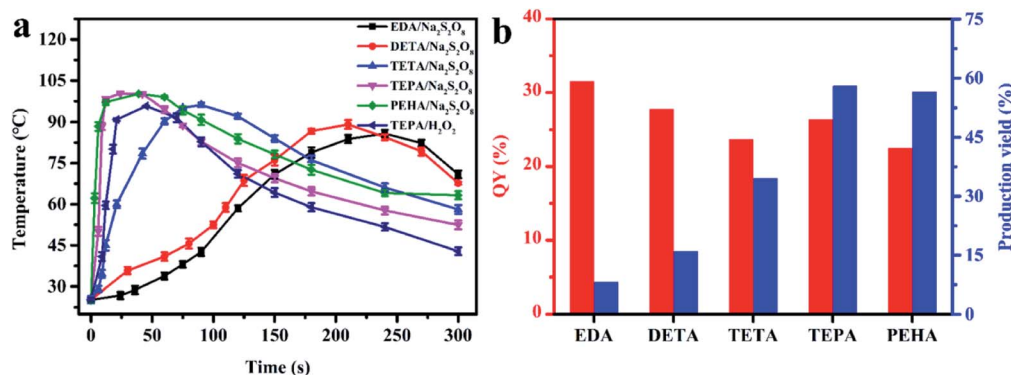 a
Temperature (°C)
120
105
90
75
60
45
30
EDA/Na₂S₂O₈
DETA/Na₂S₂O₈
TETA/Na₂S₂O₈
TEPA/Na₂S₂O₈
PEHA/Na₂S₂O₈
TEPA/H₂O₂
0 50 100 150 200 250 300
Time (s)
b
QY (%)
40
30
20
10
0
75
60
45
30
15
0
Production yield (%)
EDA DETA TETA TEPA PEHA